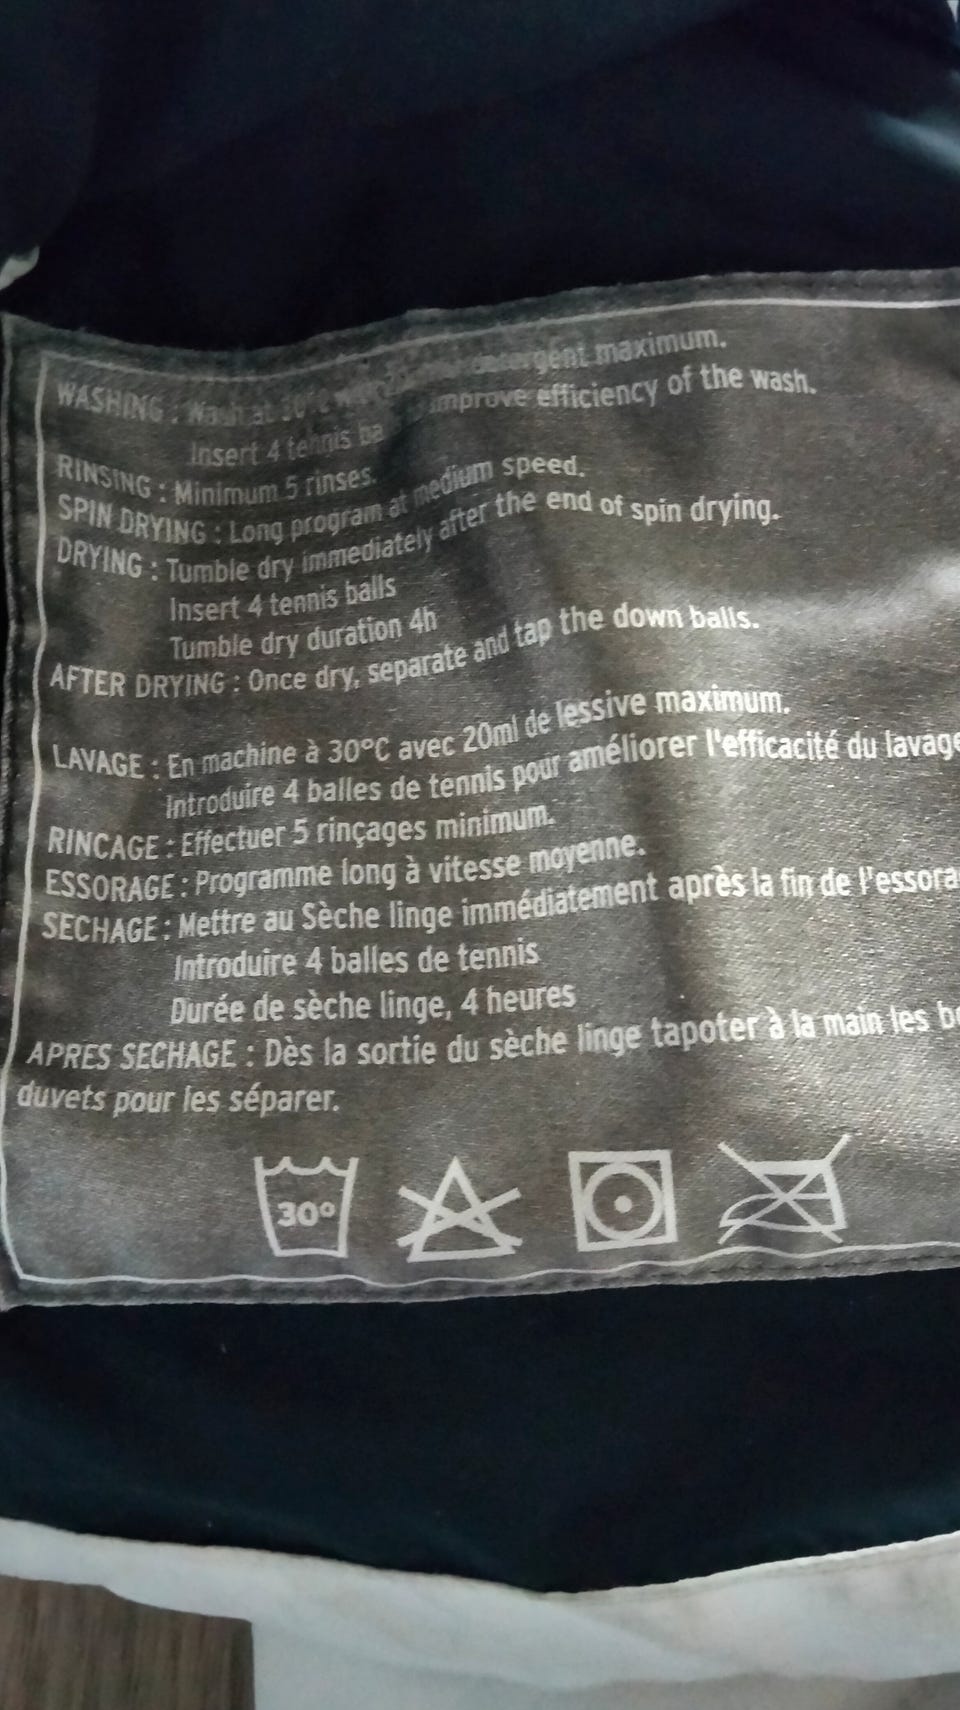 WASHING : Wash at 30°C with 20ml detergent maximum.
Insert 4 tennis improve efficiency of the wash.
RINSING : Minimum 5 rinses.
SPIN DRYING : Long program at medium speed.
DRYING : Tumble dry immediately after the end of spin drying.
Insert 4 tennis balls
Tumble dry duration 4h
AFTER DRYING : Once dry, separate and tap the down balls.
LAVAGE : En machine à 30°C avec 20ml de lessive maximum.
Introduire 4 balles de tennis pour améliorer l'efficacité du lavage
RINCAGE : Effectuer 5 rinçages minimum.
ESSORAGE : Programme long à vitesse moyenne.
SECHAGE : Mettre au Sèche linge immédiatement après la fin de l'essora
Introduire 4 balles de tennis
Durée de sèche linge, 4 heures
APRES SECHAGE : Dès la sortie du sèche linge tapoter à la main les
duvets pour les séparer.
30°